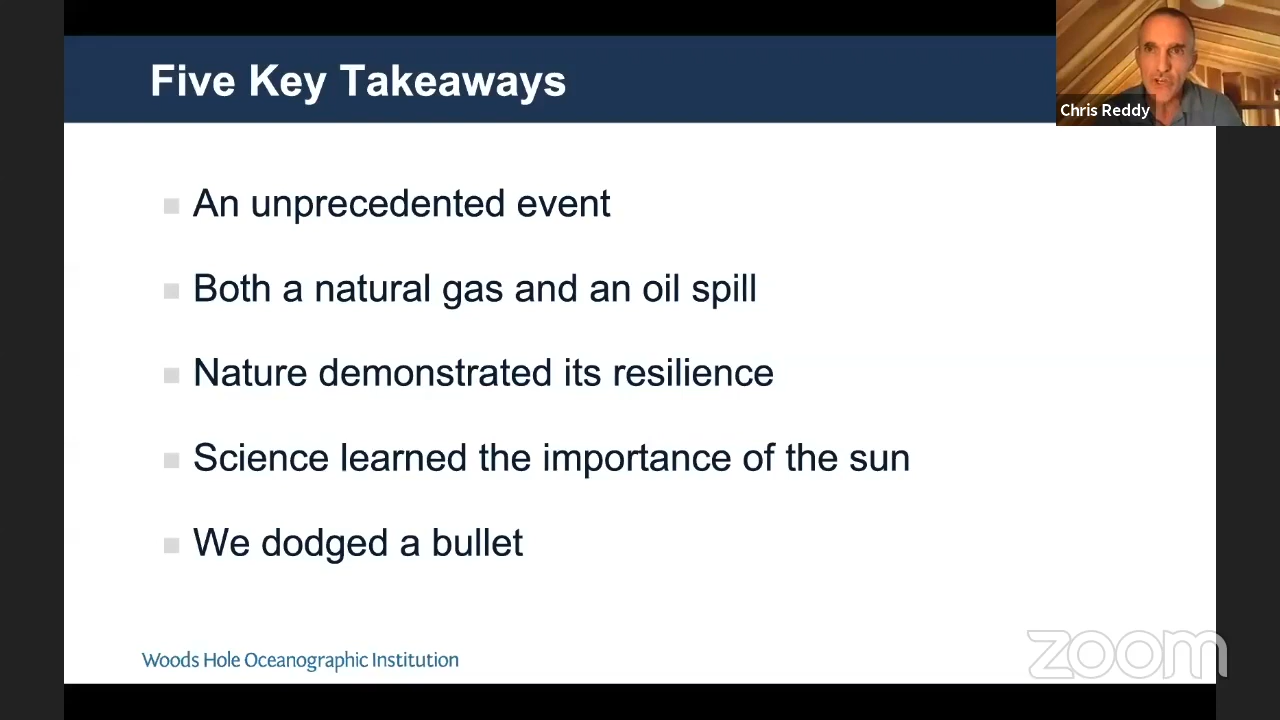 Five Key Takeaways
Chris Reddy
An unprecedented event
Both a natural gas and an oil spill
Nature demonstrated its resilience
Science learned the importance of the sun
We dodged a bullet
Woods Hole Oceanographic Institution
zoom